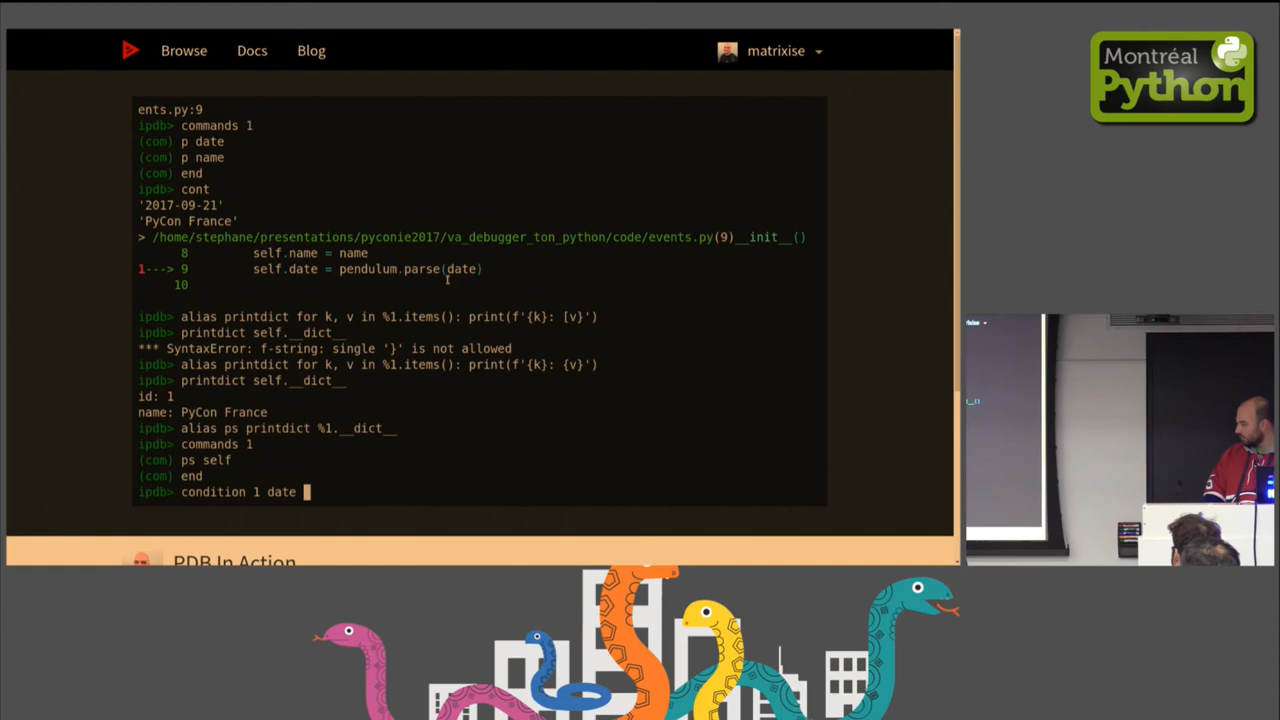 Browse Docs Blog matrixise
Montréal
Python
ents.py:9
ipdb> commands 1
(com) p date
(com) p name
(com) end
ipdb> cont
'2017-09-21'
'PyCon France'
> /home/stephane/presentations/pyconie2017/va_debugger_ton_python/code/events.py(9)__init__()
8 self.name = name
1---> 9 self.date = pendulum.parse(date)
10
ipdb> alias printdict for k, v in %1.items(): print(f'{k}: [v}')
ipdb> printdict self.__dict__
*** SyntaxError: f-string: single '}' is not allowed
ipdb> alias printdict for k, v in %1.items(): print(f'{k}: {v}')
ipdb> printdict self.__dict__
id: 1
name: PyCon France
ipdb> alias ps printdict %1.__dict__
ipdb> commands 1
(com) ps self
(com) end
ipdb> condition 1 date
PDB In Action